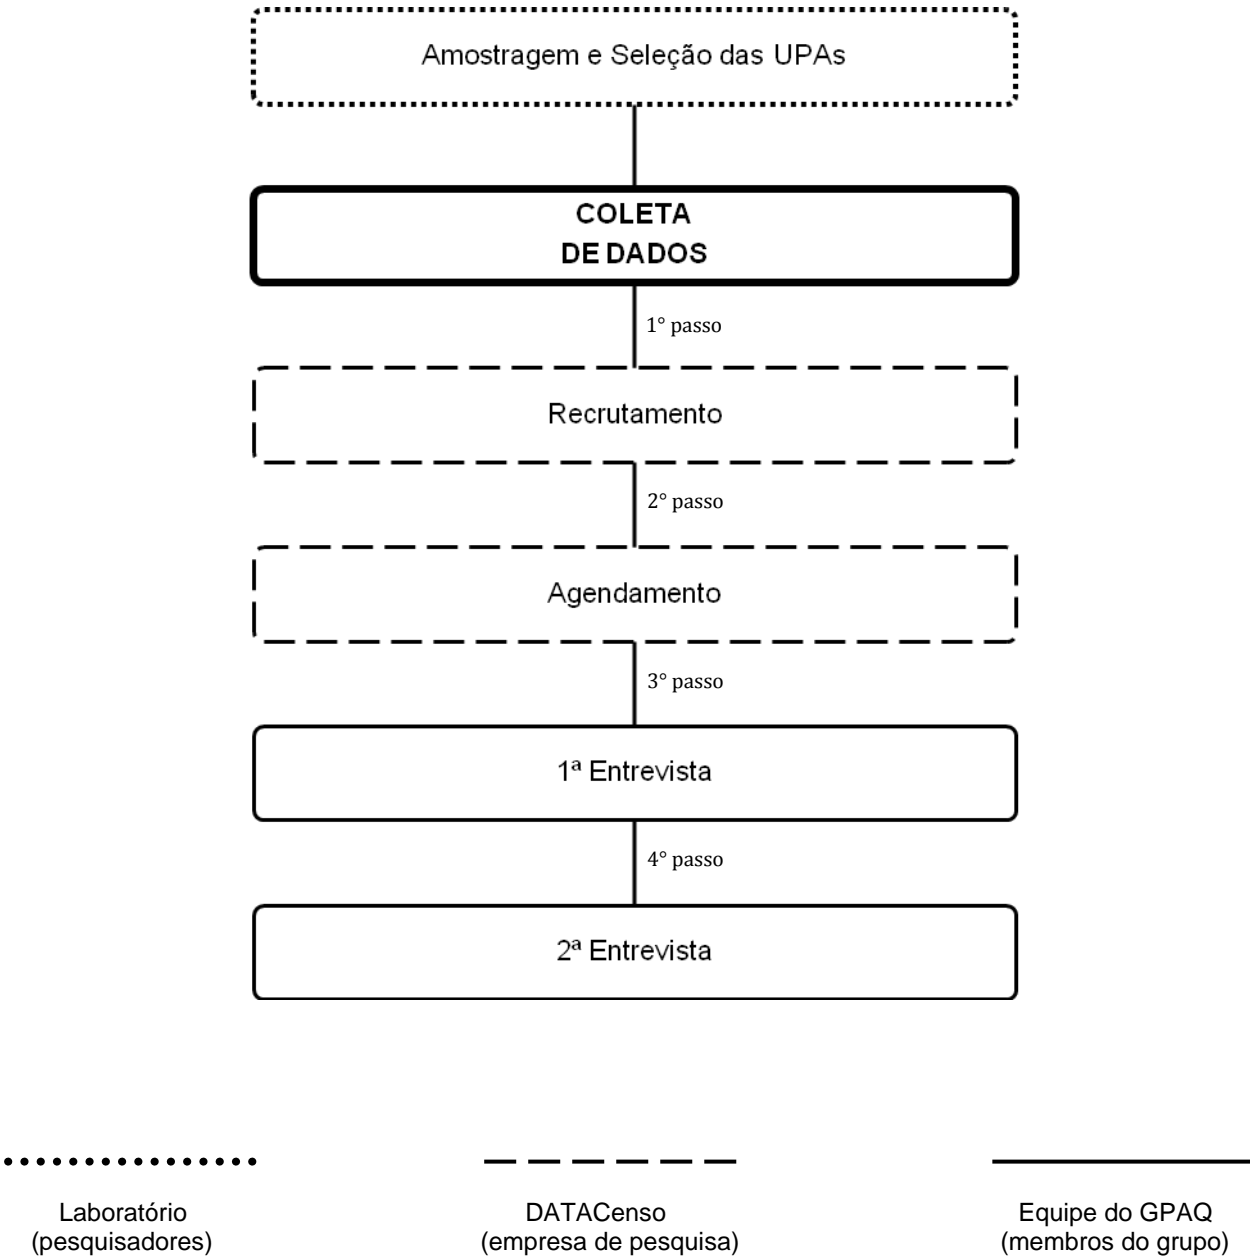 Amostragem e Seleção das UPAs
COLETA
DE DADOS
1° passo
Recrutamento
2° passo
Agendamento
3° passo
1ª Entrevista
4° passo
2ª Entrevista
Laboratório
(pesquisadores)
DATACenso
(empresa de pesquisa)
Equipe do GPAQ
(membros do grupo)